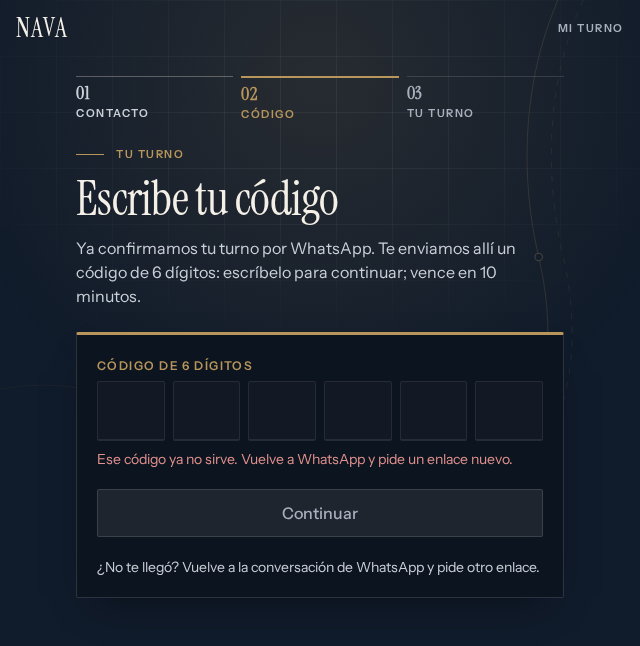 NAVA
MI TURNO
01
CONTACTO
02
CÓDIGO
03
TU TURNO
TU TURNO
Escribe tu código
Ya confirmamos tu turno por WhatsApp. Te enviamos allí un
código de 6 dígitos: escríbelo para continuar; vence en 10
minutos.
CÓDIGO DE 6 DÍGITOS
Ese código ya no sirve. Vuelve a WhatsApp y pide un enlace nuevo.
Continuar
¿No te llegó? Vuelve a la conversación de WhatsApp y pide otro enlace.